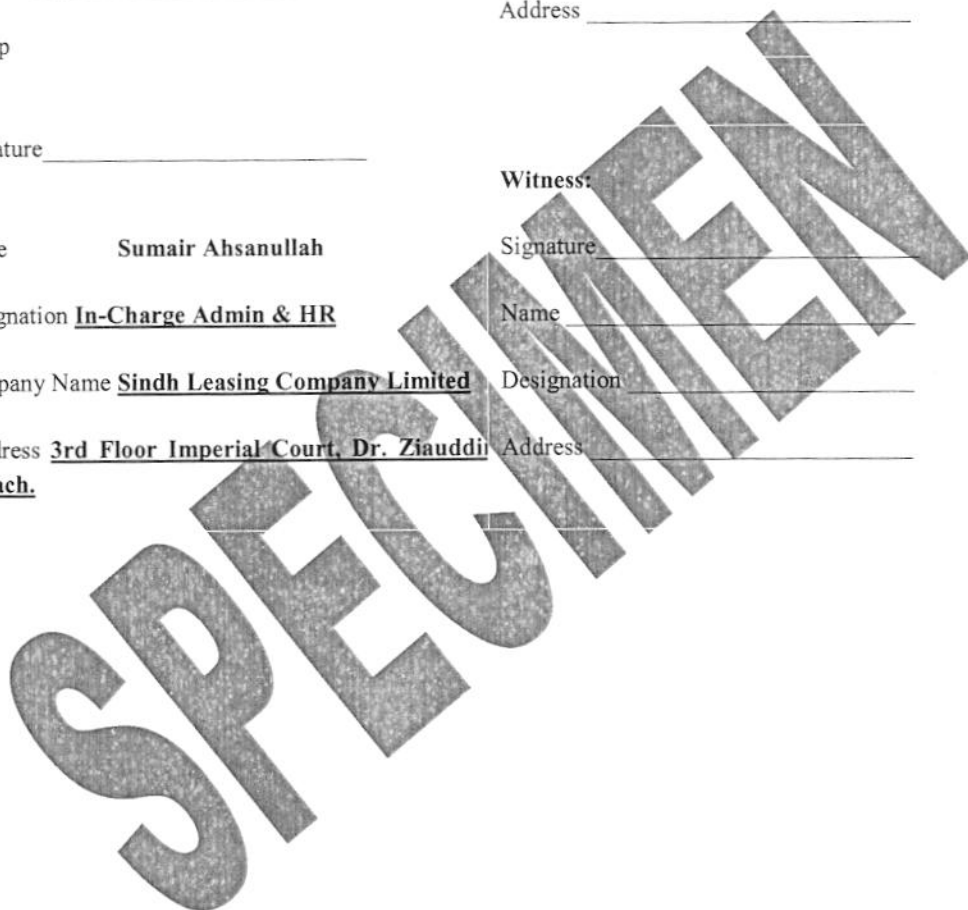 Address
p
ature
Witness:
e Sumair Ahsanullah
Signature
gnation In-Charge Admin & HR
Name
pany Name Sindh Leasing Company Limited
Designation
dress 3rd Floor Imperial Court, Dr. Ziauddi
Address
ach.
SPECIMEN